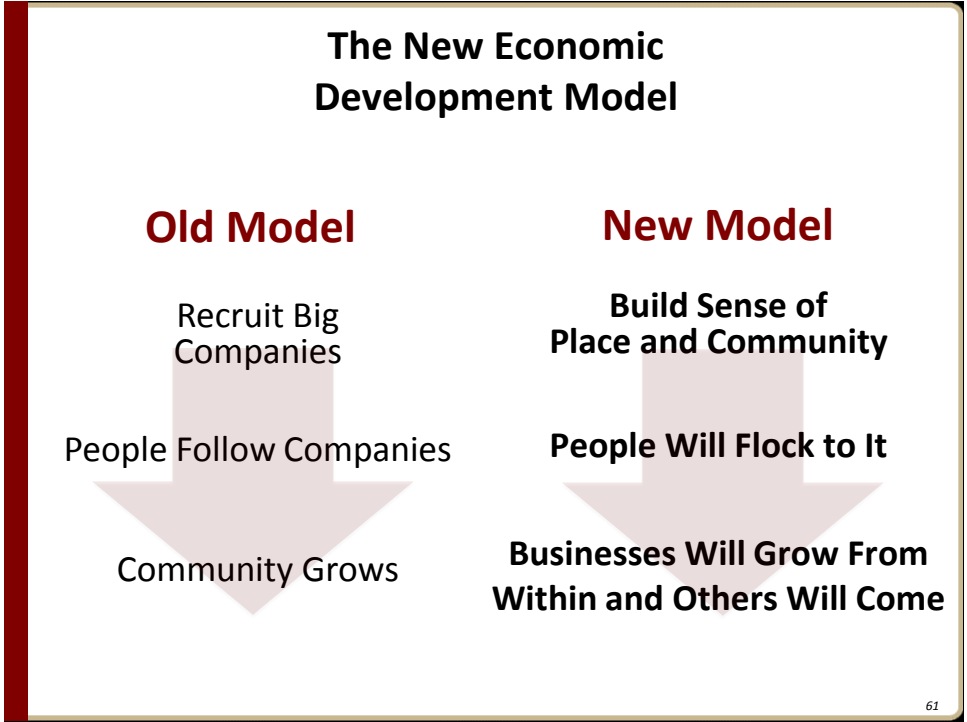 The New Economic
Development Model
Old Model
Recruit Big
Companies
People Follow Companies
Community Grows
New Model
Build Sense of
Place and Community
People Will Flock to It
Businesses Will Grow From
Within and Others Will Come
61